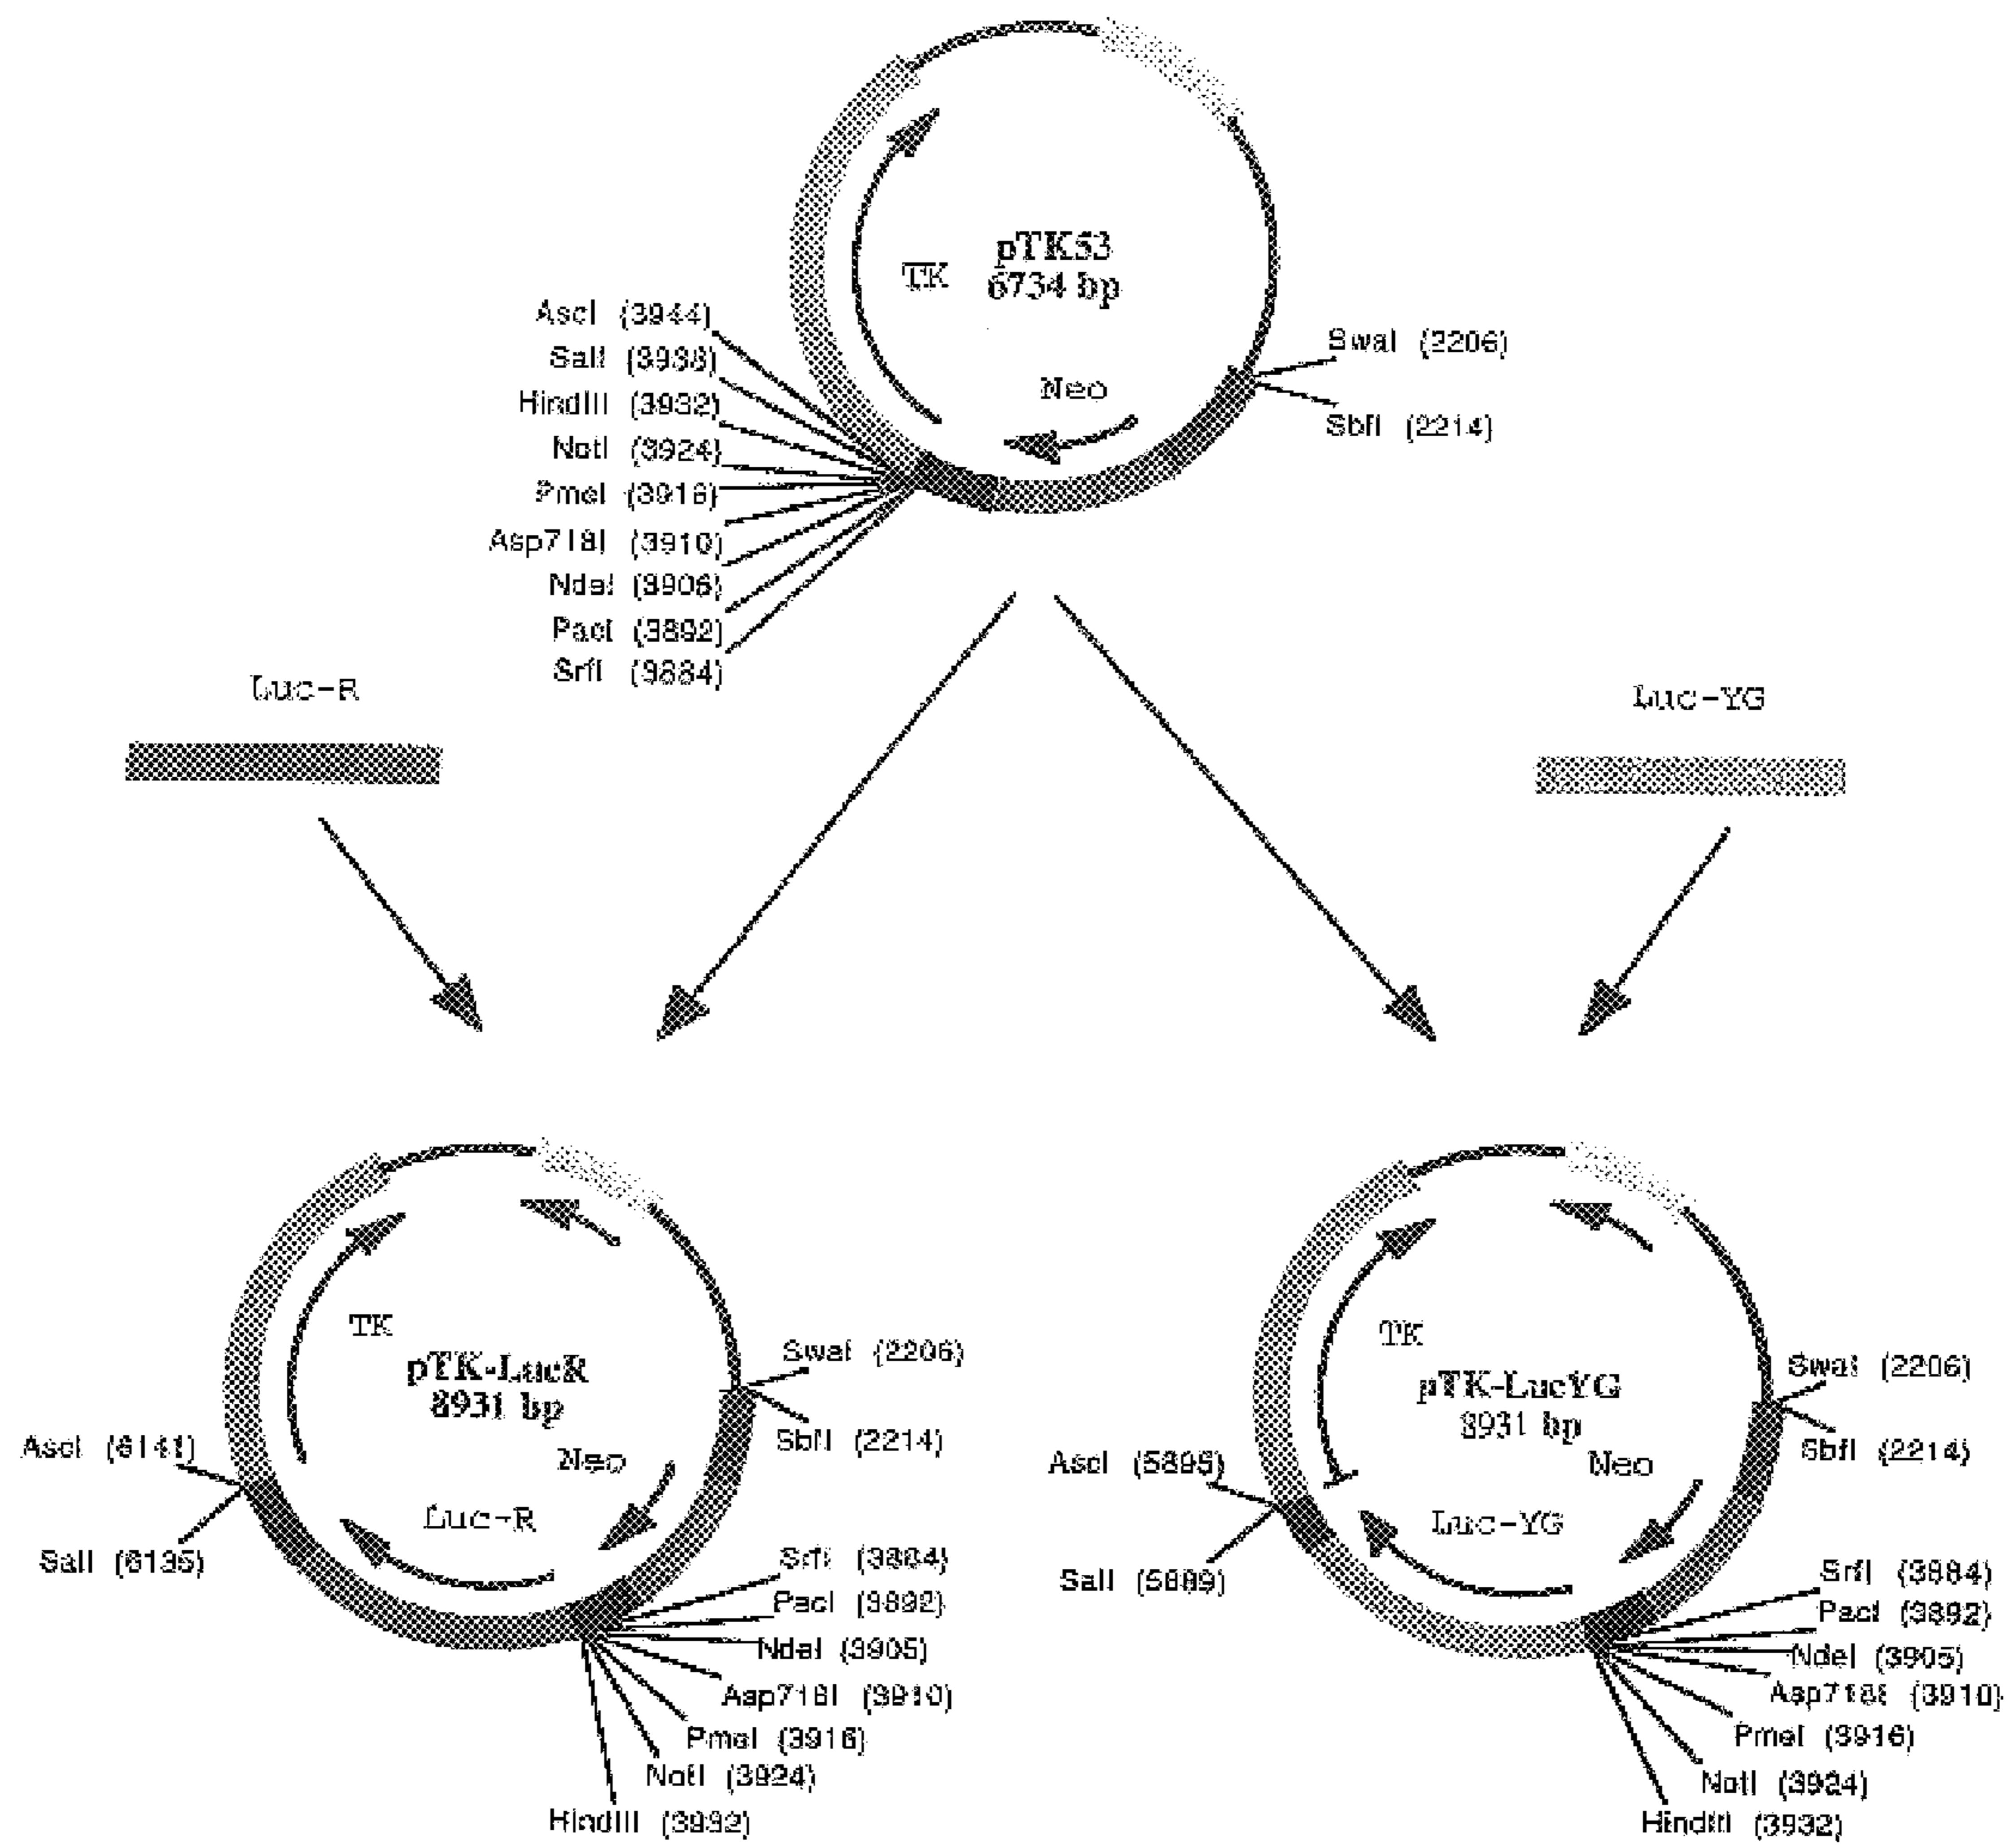 pTK53
6734 bp
TK
Neo
AscI (3944)
SalI (3938)
HindIII (3932)
NotI (3924)
PmeI (3916)
Asp718I (3910)
NdeI (3906)
PacI (3892)
SrfI (3884)
SwaI (2206)
SbfI (2214)
Luc-R
Luc-YG
TK
pTK-LucR
8931 bp
Neo
Luc-R
SwaI (2206)
SbfI (2214)
AscI (6141)
SalI (6135)
SrfI (3884)
PacI (3892)
NdeI (3905)
Asp718I (3910)
PmeI (3916)
NotI (3924)
HindIII (3932)
TK
pTK-LucYG
8931 bp
Neo
Luc-YG
SwaI (2206)
SbfI (2214)
AscI (5895)
SalI (5889)
SrfI (3884)
PacI (3892)
NdeI (3905)
Asp718I (3910)
PmeI (3916)
NotI (3924)
HindIII (3932)